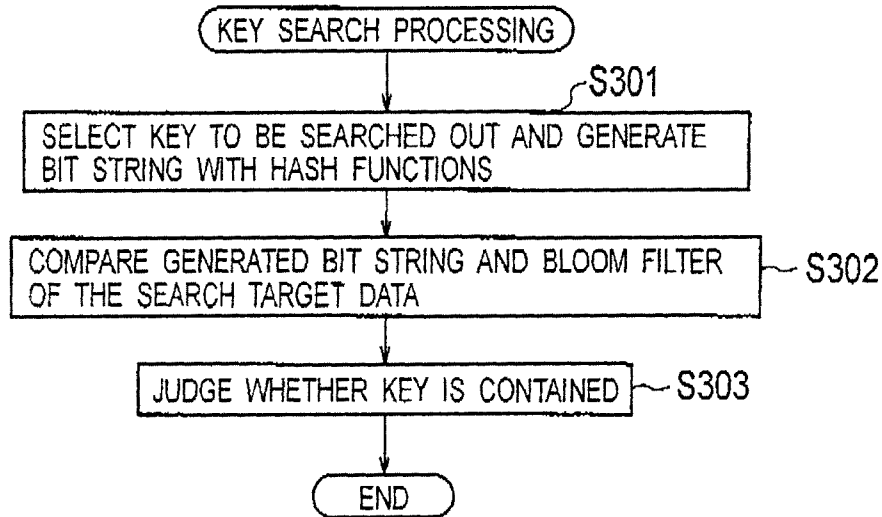 KEY SEARCH PROCESSING
S301
SELECT KEY TO BE SEARCHED OUT AND GENERATE
BIT STRING WITH HASH FUNCTIONS
COMPARE GENERATED BIT STRING AND BLOOM FILTER
OF THE SEARCH TARGET DATA
S302
JUDGE WHETHER KEY IS CONTAINED
S303
END